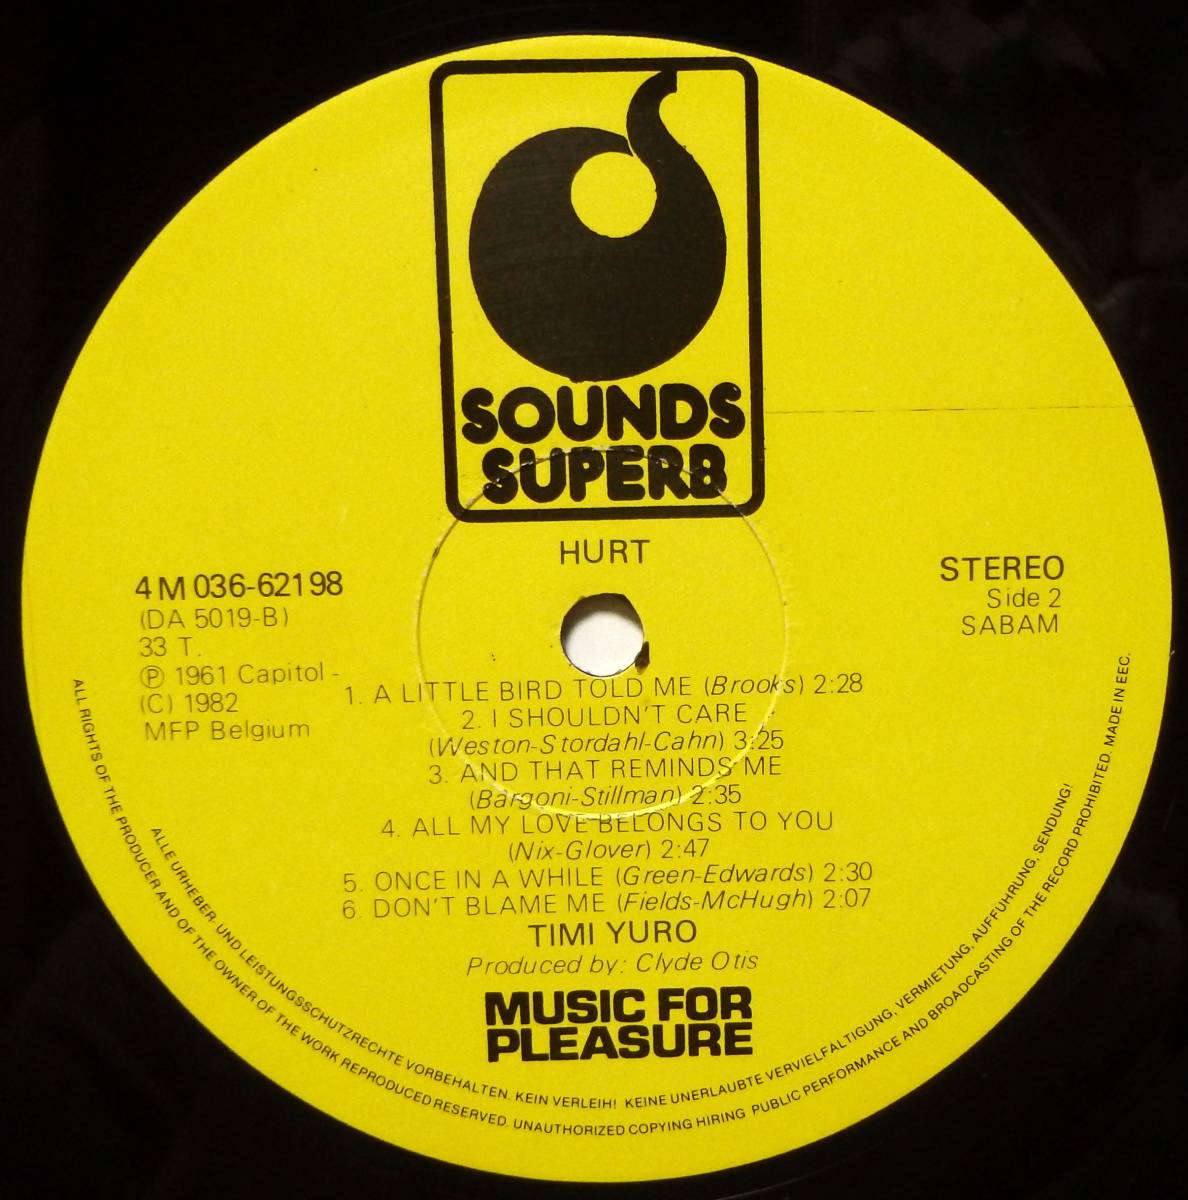 SOUNDS
SUPERB
HURT
4 M 036-62198
(DA 5019-B)
33 T.
Ⓟ 1961 Capitol -
(C) 1982
MFP Belgium
STEREO
Side 2
SABAM
1. A LITTLE BIRD TOLD ME (Brooks) 2:28
2. I SHOULDN'T CARE
(Weston-Stordahl-Cahn) 3:25
3. AND THAT REMINDS ME
(Bargoni-Stillman) 2:35
4. ALL MY LOVE BELONGS TO YOU
(Nix-Glover) 2:47
5. ONCE IN A WHILE (Green-Edwards) 2:30
6. DON'T BLAME ME (Fields-McHugh) 2:07
TIMI YURO
Produced by: Clyde Otis
MUSIC FOR
PLEASURE
ALLE URHEBER- UND LEISTUNGSSCHUTZRECHTE VORBEHALTEN. KEIN VERLEIH! KEINE UNERLAUBTE VERVIELFALTIGUNG, VERMIETUNG, AUFFÜHRUNG, SENDUNG!
ALL RIGHTS OF THE PRODUCER AND OF THE OWNER OF THE WORK REPRODUCED RESERVED. UNAUTHORIZED COPYING HIRING PUBLIC PERFORMANCE AND BROADCASTING OF THE RECORD PROHIBITED. MADE IN EEC.